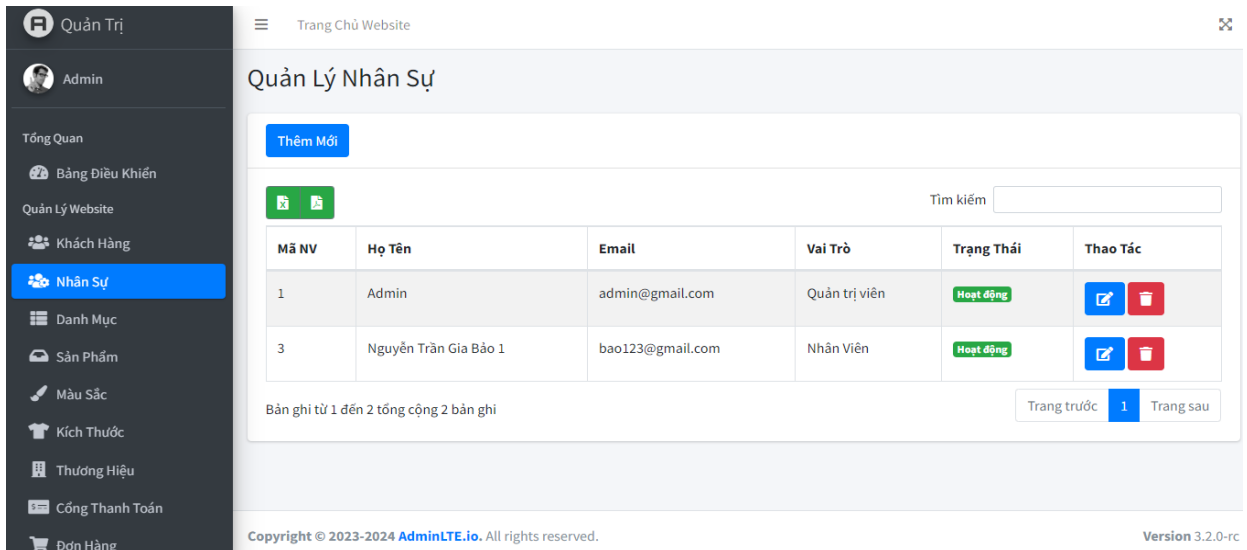 Quản Trị
Trang Chủ Website
Admin
Quản Lý Nhân Sự
Tổng Quan
Thêm Mới
Bảng Điều Khiển
Quản Lý Website
Tìm kiếm
Khách Hàng
Mã NV Họ Tên Email Vai Trò Trạng Thái Thao Tác
Nhân Sự
1 Admin admin@gmail.com Quản trị viên Hoạt động
Danh Mục
3 Nguyễn Trần Gia Bảo 1 bao123@gmail.com Nhân Viên Hoạt động
Sản Phẩm
Màu Sắc
Bản ghi từ 1 đến 2 tổng cộng 2 bản ghi
Trang trước 1 Trang sau
Kích Thước
Thương Hiệu
Cổng Thanh Toán
Copyright © 2023-2024 AdminLTE.io. All rights reserved.
Version 3.2.0-rc
Đơn Hàng